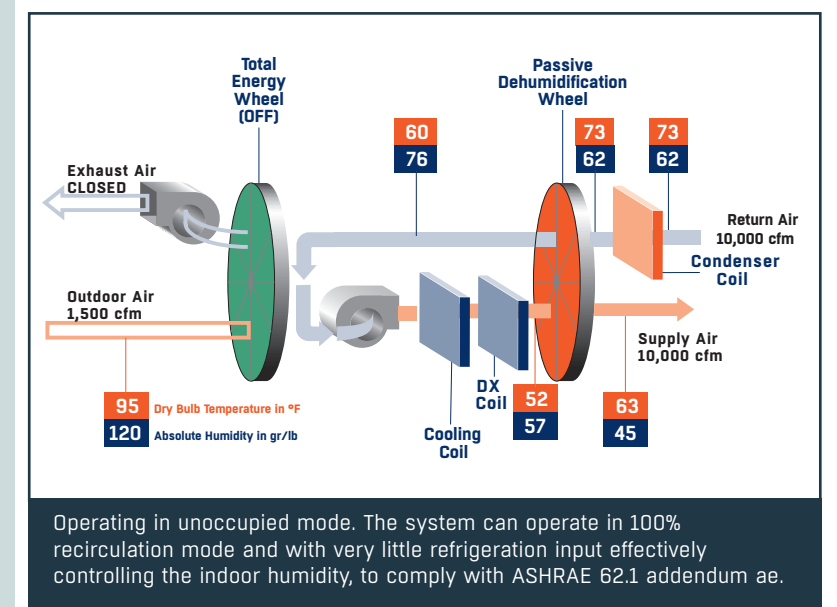 Total
Energy
Wheel
(OFF)
Passive
Dehumidification
Wheel
60
76
73
62
73
62
Exhaust Air
CLOSED
Return Air
10,000 cfm
Condenser
Coil
Outdoor Air
1,500 cfm
Supply Air
10,000 cfm
DX
Coil
Cooling
Coil
52
57
63
45
95 Dry Bulb Temperature in °F
120 Absolute Humidity in gr/lb
Operating in unoccupied mode. The system can operate in 100%
recirculation mode and with very little refrigeration input effectively
controlling the indoor humidity, to comply with ASHRAE 62.1 addendum ae.